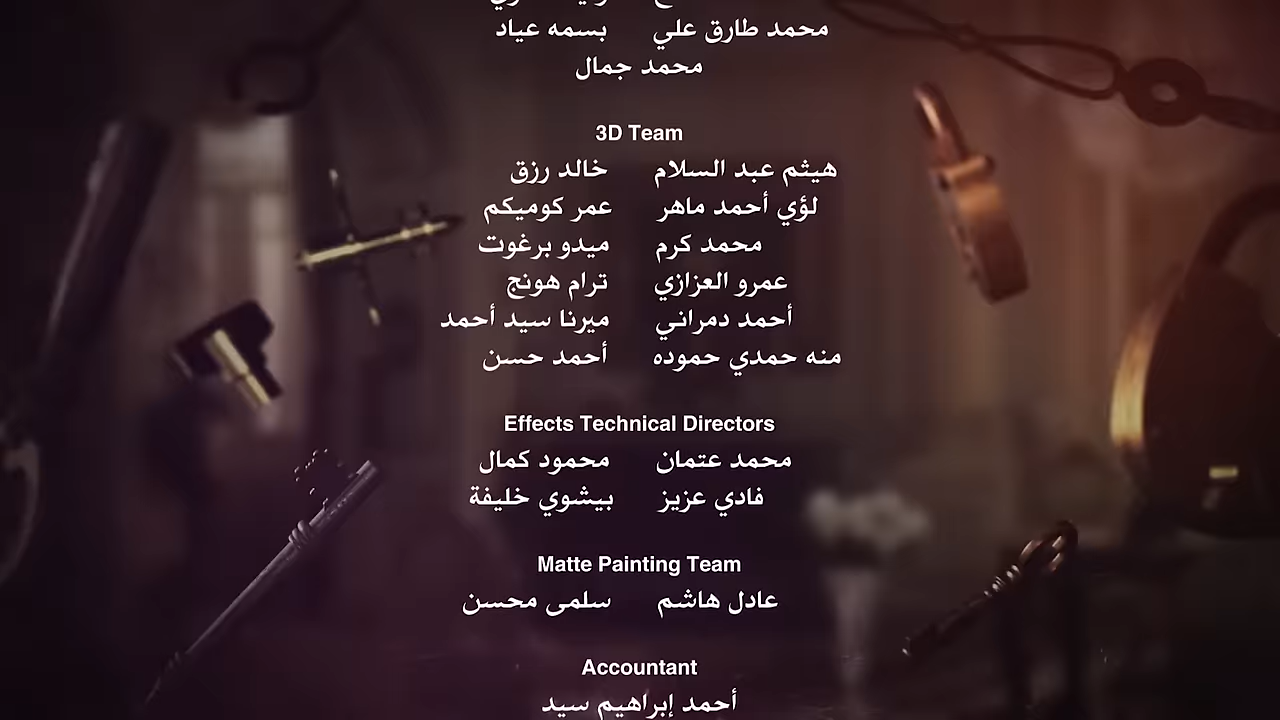 محمد طارق علي بسمه عياد
محمد جمال
3D Team
هيثم عبد السلام خالد رزق
لؤي أحمد ماهر عمر كوميكم
محمد كرم ميدو برغوت
عمرو العزازي ترام هونج
أحمد دمراني ميرنا سيد أحمد
منه حمدي حموده أحمد حسن
Effects Technical Directors
محمد عتمان محمود كمال
فادي عزيز بيشوي خليفة
Matte Painting Team
عادل هاشم سلمى محسن
Accountant
أحمد إبراهيم سيد